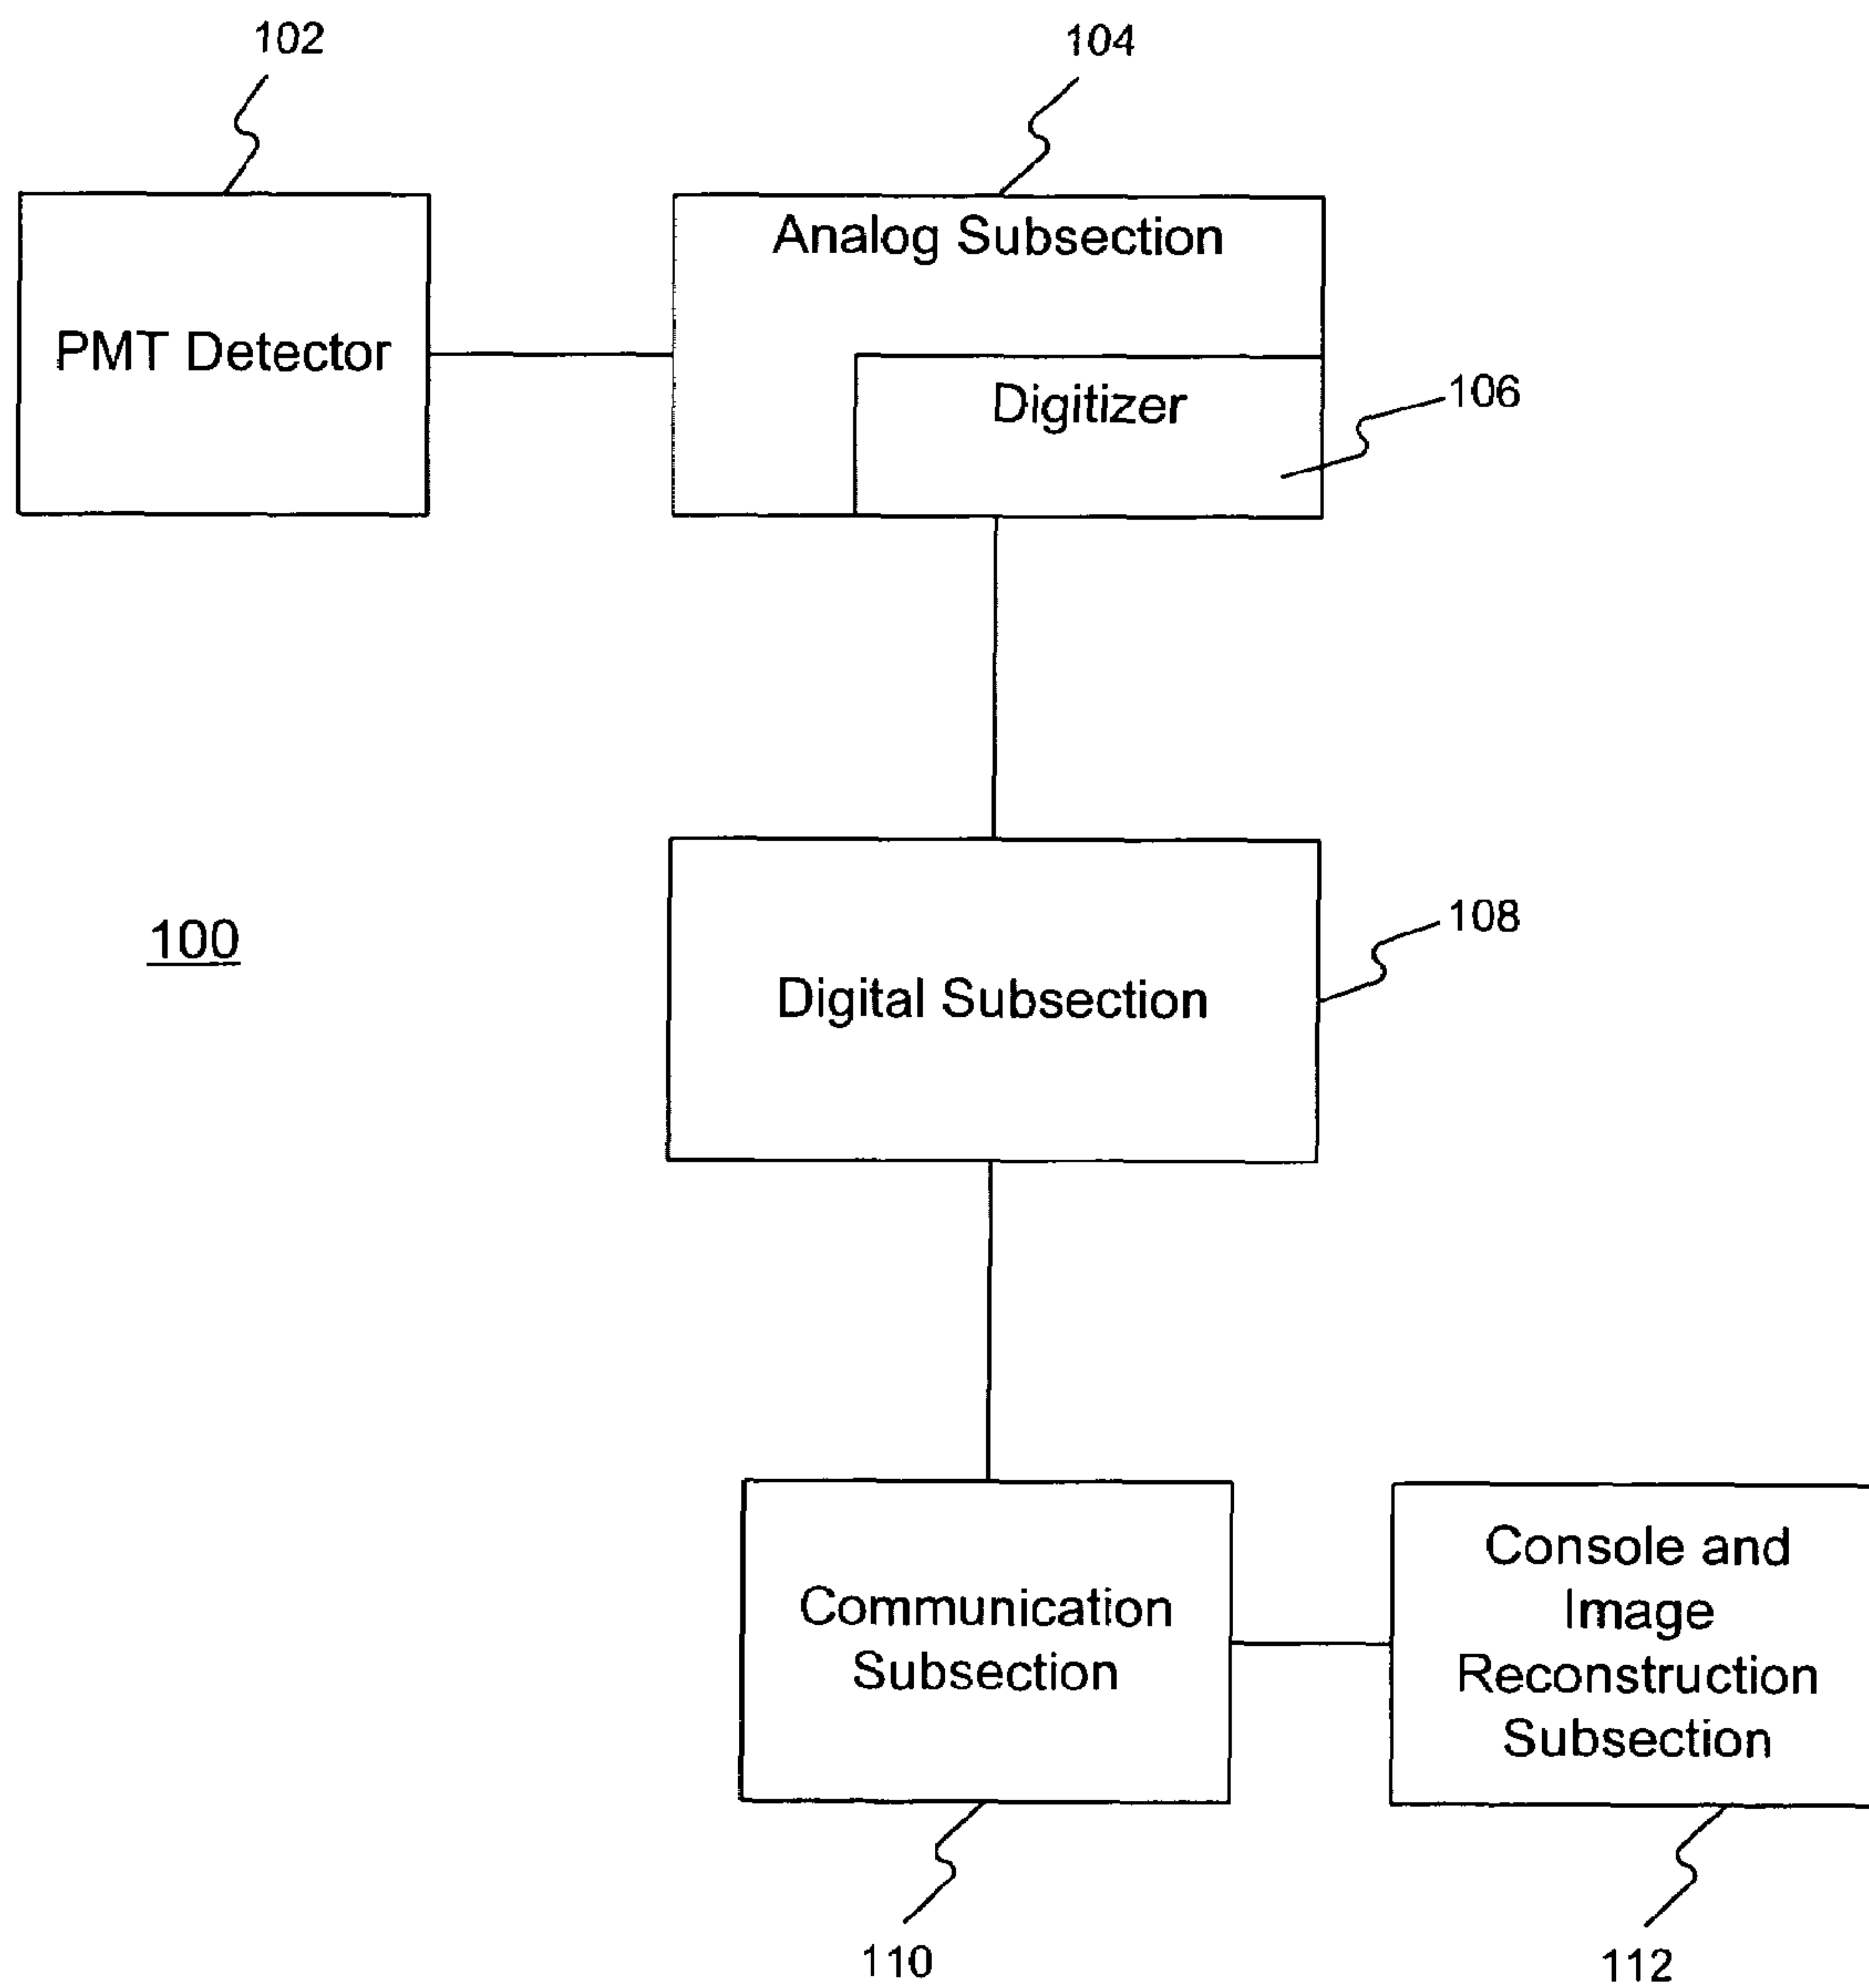 102
104
PMT Detector
Analog Subsection
Digitizer
106
100
Digital Subsection
108
Communication
Subsection
Console and
Image
Reconstruction
Subsection
110
112